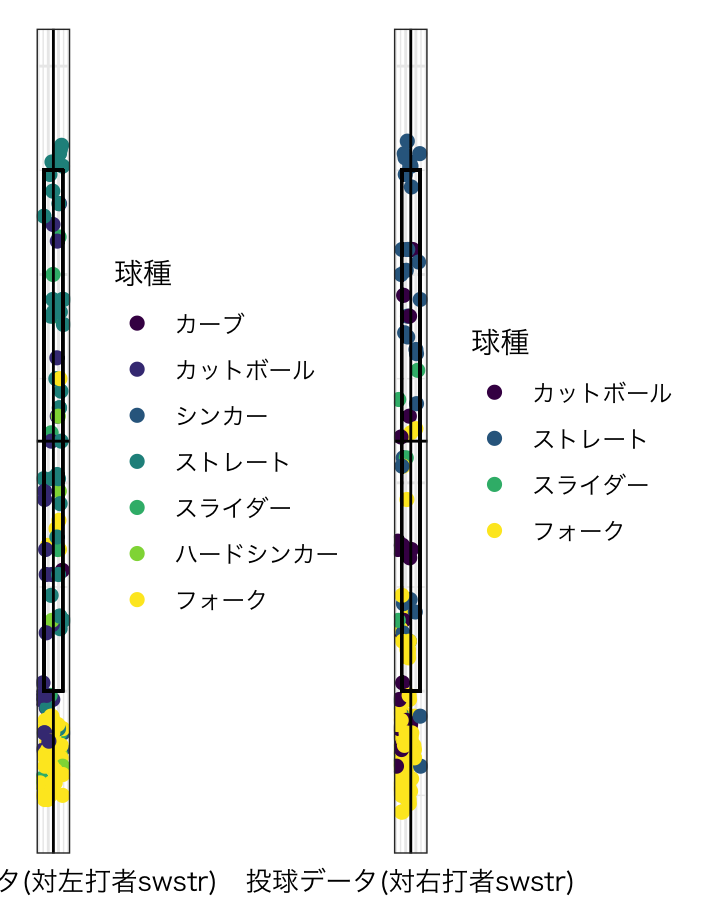 球種
カーブ
カットボール
シンカー
ストレート
スライダー
ハードシンカー
フォーク
球種
カットボール
ストレート
スライダー
フォーク
タ(対左打者swstr)
投球データ(対右打者swstr)